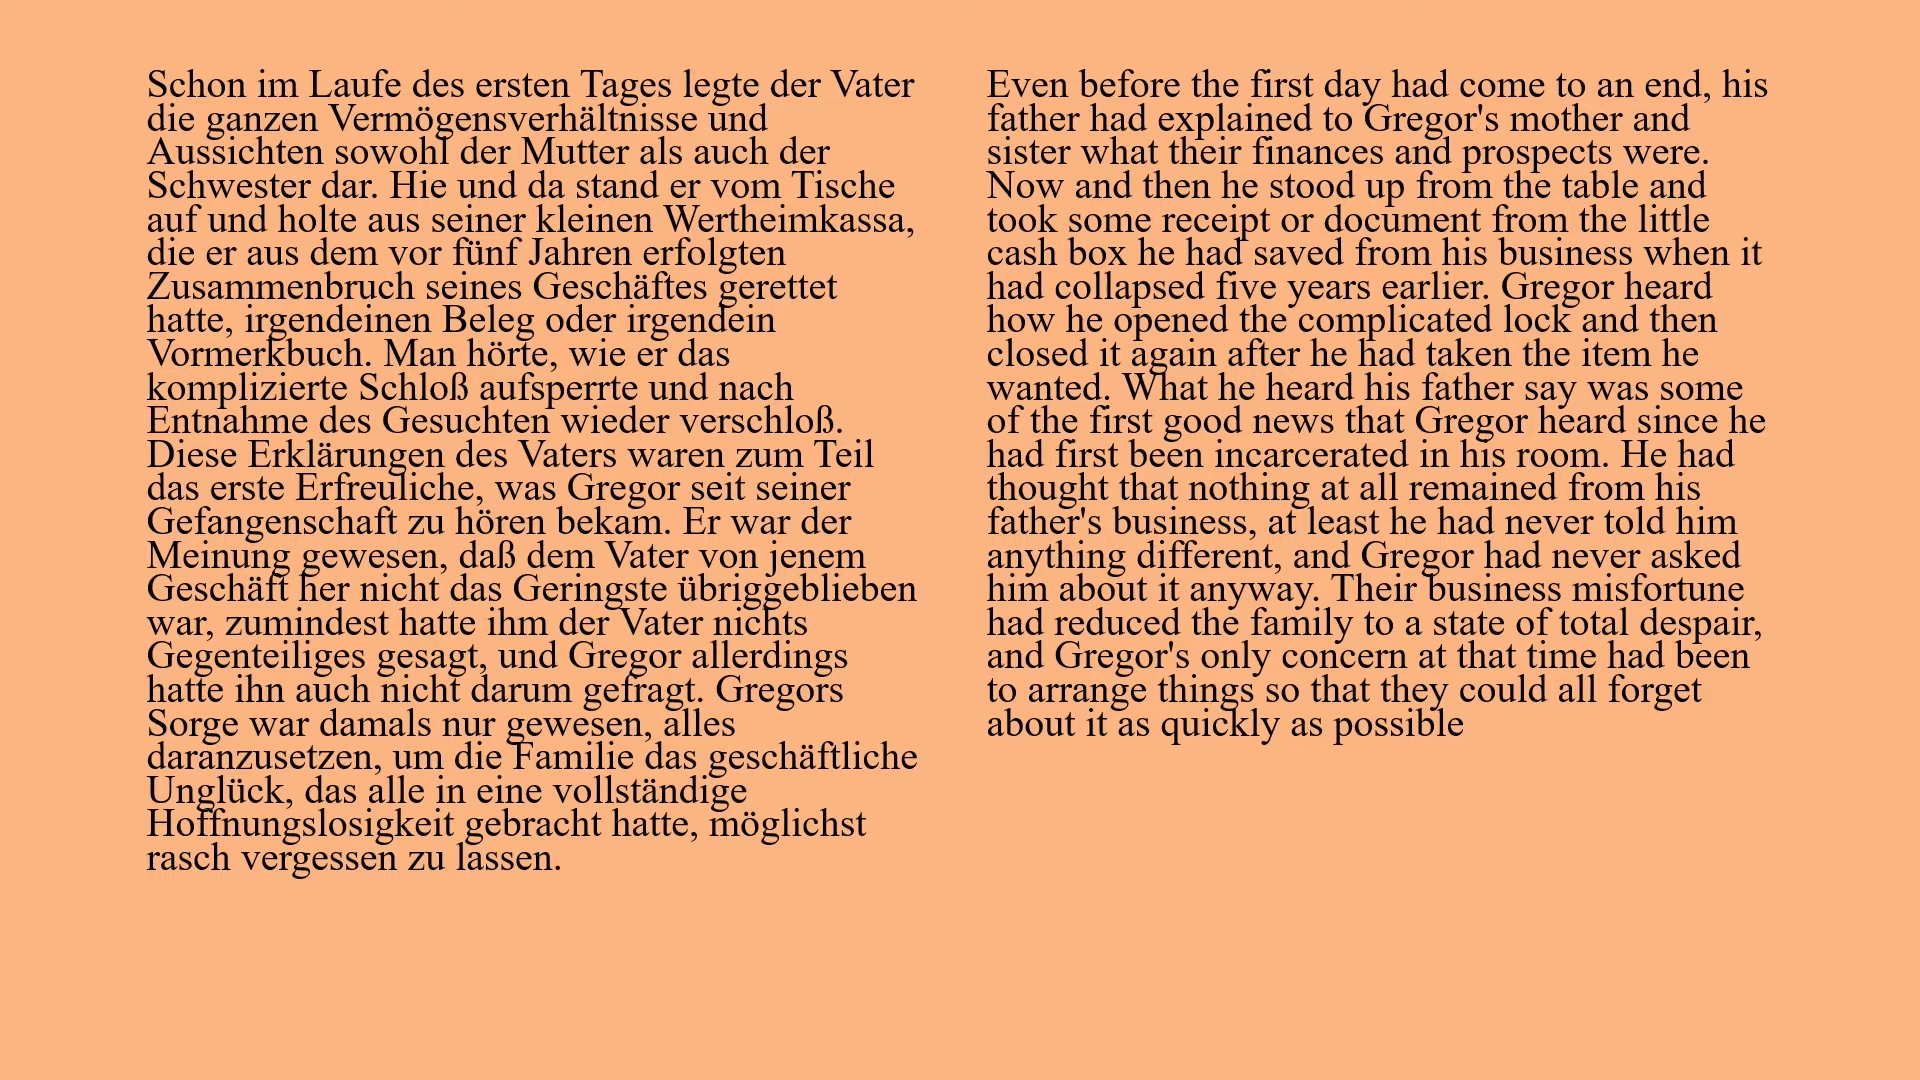 Schon im Laufe des ersten Tages legte der Vater
die ganzen Vermögensverhältnisse und
Aussichten sowohl der Mutter als auch der
Schwester dar. Hie und da stand er vom Tische
auf und holte aus seiner kleinen Wertheimkassa,
die er aus dem vor fünf Jahren erfolgten
Zusammenbruch seines Geschäftes gerettet
hatte, irgendeinen Beleg oder irgendein
Vormerkbuch. Man hörte, wie er das
komplizierte Schloß aufsperrte und nach
Entnahme des Gesuchten wieder verschloß.
Diese Erklärungen des Vaters waren zum Teil
das erste Erfreuliche, was Gregor seit seiner
Gefangenschaft zu hören bekam. Er war der
Meinung gewesen, daß dem Vater von jenem
Geschäft her nicht das Geringste übriggeblieben
war, zumindest hatte ihm der Vater nichts
Gegenteiliges gesagt, und Gregor allerdings
hatte ihn auch nicht darum gefragt. Gregors
Sorge war damals nur gewesen, alles
daranzusetzen, um die Familie das geschäftliche
Unglück, das alle in eine vollständige
Hoffnungslosigkeit gebracht hatte, möglichst
rasch vergessen zu lassen.
Even before the first day had come to an end, his
father had explained to Gregor's mother and
sister what their finances and prospects were.
Now and then he stood up from the table and
took some receipt or document from the little
cash box he had saved from his business when it
had collapsed five years earlier. Gregor heard
how he opened the complicated lock and then
closed it again after he had taken the item he
wanted. What he heard his father say was some
of the first good news that Gregor heard since he
had first been incarcerated in his room. He had
thought that nothing at all remained from his
father's business, at least he had never told him
anything different, and Gregor had never asked
him about it anyway. Their business misfortune
had reduced the family to a state of total despair,
and Gregor's only concern at that time had been
to arrange things so that they could all forget
about it as quickly as possible